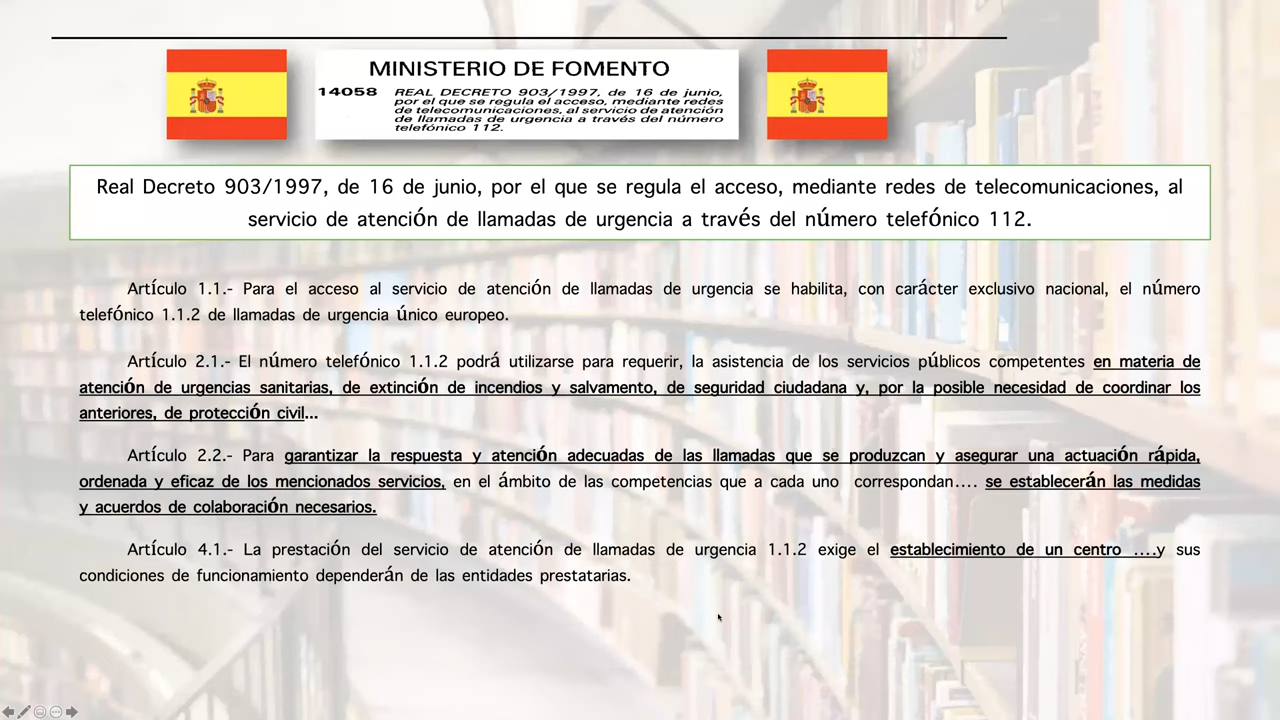 MINISTERIO DE FOMENTO
14058 REAL DECRETO 903/1997, de 16 de junio,
por el que se regula el acceso, mediante redes
de telecomunicaciones, al servicio de atención
de llamadas de urgencia a través del número
telefónico 112.
Real Decreto 903/1997, de 16 de junio, por el que se regula el acceso, mediante redes de telecomunicaciones, al
servicio de atención de llamadas de urgencia a través del número telefónico 112.
Artículo 1.1.- Para el acceso al servicio de atención de llamadas de urgencia se habilita, con carácter exclusivo nacional, el número
telefónico 1.1.2 de llamadas de urgencia único europeo.
Artículo 2.1.- El número telefónico 1.1.2 podrá utilizarse para requerir, la asistencia de los servicios públicos competentes en materia de
atención de urgencias sanitarias, de extinción de incendios y salvamento, de seguridad ciudadana y, por la posible necesidad de coordinar los
anteriores, de protección civil...
Artículo 2.2.- Para garantizar la respuesta y atención adecuadas de las llamadas que se produzcan y asegurar una actuación rápida,
ordenada y eficaz de los mencionados servicios, en el ámbito de las competencias que a cada uno correspondan.... se establecerán las medidas
y acuerdos de colaboración necesarios.
Artículo 4.1.- La prestación del servicio de atención de llamadas de urgencia 1.1.2 exige el establecimiento de un centro ....y sus
condiciones de funcionamiento dependerán de las entidades prestatarias.